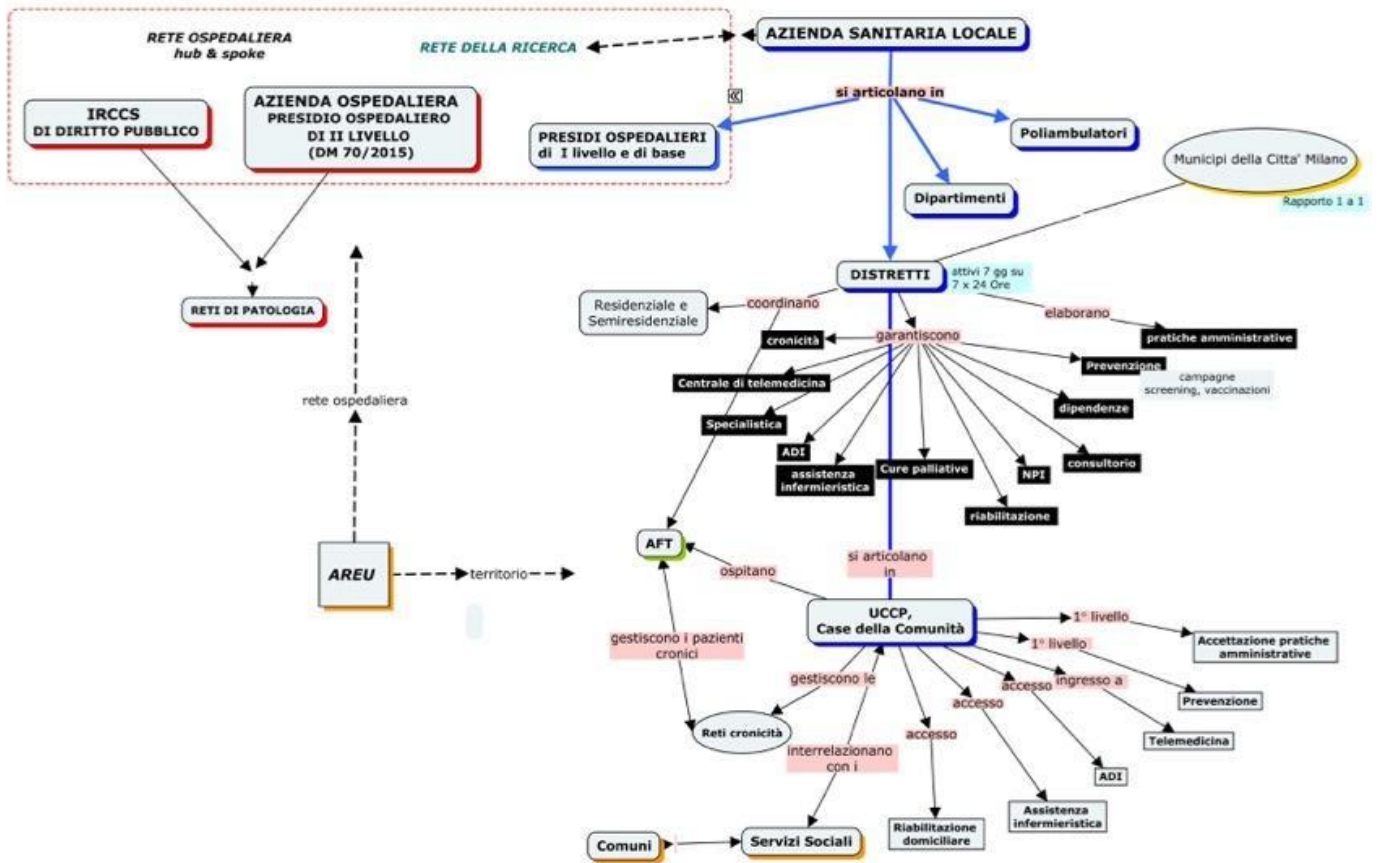 RETE OSPEDALIERA
hub & spoke
RETE DELLA RICERCA
AZIENDA SANITARIA LOCALE
si articolano in
IRCCS
DI DIRITTO PUBBLICO
AZIENDA OSPEDALIERA
PRESIDIO OSPEDALIERO
DI II LIVELLO
(DM 70/2015)
PRESIDI OSPEDALIERI
di I livello e di base
Poliambulatori
Dipartimenti
Municipi della Citta' Milano
Rapporto 1 a 1
DISTRETTI
attivi 7 gg su
7 x 24 Ore
RETI DI PATOLOGIA
Residenziale e
Semiresidenziale
coordinano
elaborano
garantiscono
pratiche amministrative
cronicità
Prevenzione
campagne
screening, vaccinazioni
Centrale di telemedicina
rete ospedaliera
dipendenze
Specialistica
ADI
consultorio
assistenza
infermieristica
Cure palliative
NPI
riabilitazione
AFT
AREU
territorio
ospitano
si articolano
in
UCCP,
Case della Comunità
1° livello
Accettazione pratiche
amministrative
gestiscono i pazienti
cronici
1° livello
gestiscono le
ingresso a
accesso
accesso
Prevenzione
Reti cronicità
accesso
Telemedicina
interrelazionano
con i
ADI
Assistenza
infermieristica
Riabilitazione
domiciliare
Comuni
Servizi Sociali